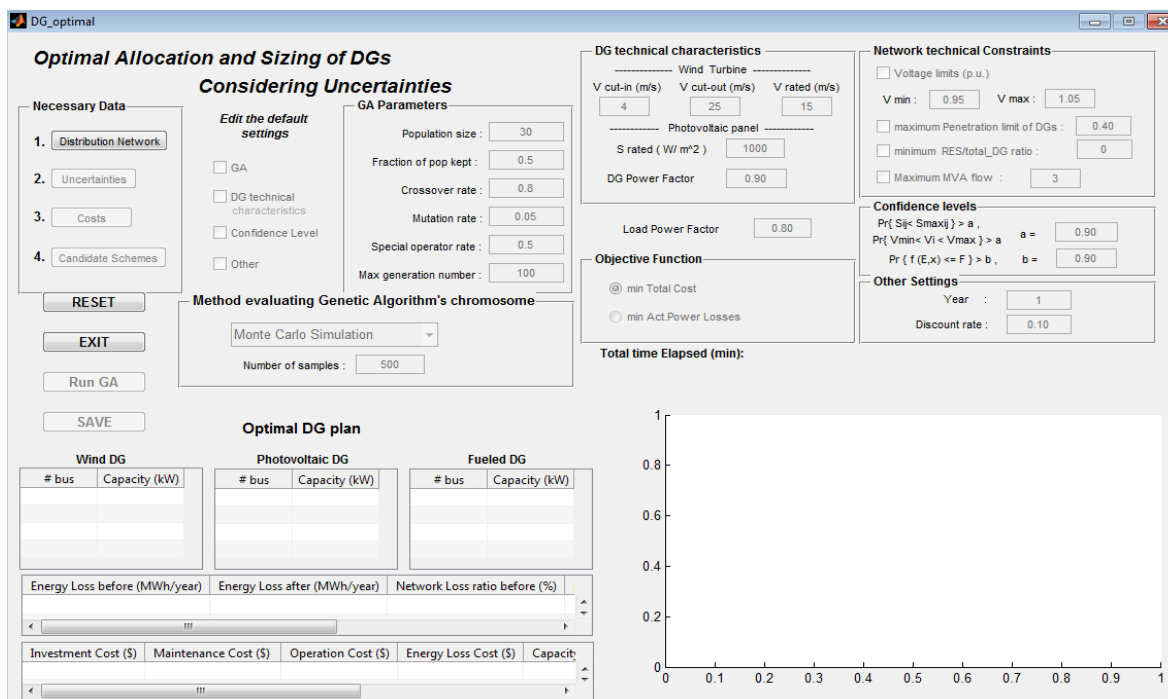 DG_optimal
Optimal Allocation and Sizing of DGs
Considering Uncertainties
Necessary Data
1. Distribution Network
2. Uncertainties
3. Costs
4. Candidate Schemes
RESET
EXIT
Run GA
SAVE
Edit the default
settings
GA
DG technical
characteristics
Confidence Level
Other
GA Parameters
Population size : 30
Fraction of pop kept : 0.5
Crossover rate : 0.8
Mutation rate : 0.05
Special operator rate : 0.5
Max generation number : 100
Method evaluating Genetic Algorithm's chromosome
Monte Carlo Simulation
Number of samples : 500
DG technical characteristics
-------------- Wind Turbine --------------
V cut-in (m/s) V cut-out (m/s) V rated (m/s)
4 25 15
------------ Photovoltaic panel ------------
S rated ( W/ m^2 ) 1000
DG Power Factor 0.90
Load Power Factor 0.80
Objective Function
min Total Cost
min Act.Power Losses
Total time Elapsed (min):
Network technical Constraints
Voltage limits (p.u.)
V min : 0.95 V max : 1.05
maximum Penetration limit of DGs : 0.40
minimum RES/total_DG ratio : 0
Maximum MVA flow : 3
Confidence levels
Pr{ Sij< Smaxij } > a ,
Pr{ Vmin< Vi < Vmax } > a a = 0.90
Pr { f (E,x) <= F } > b , b = 0.90
Other Settings
Year : 1
Discount rate : 0.10
Optimal DG plan
Wind DG Photovoltaic DG Fueled DG
# bus Capacity (kW) # bus Capacity (kW) # bus Capacity (kW)
Energy Loss before (MWh/year) Energy Loss after (MWh/year) Network Loss ratio before (%)
Investment Cost ($) Maintenance Cost ($) Operation Cost ($) Energy Loss Cost ($) Capacity
1
0.8
0.6
0.4
0.2
0
0 0.1 0.2 0.3 0.4 0.5 0.6 0.7 0.8 0.9 1